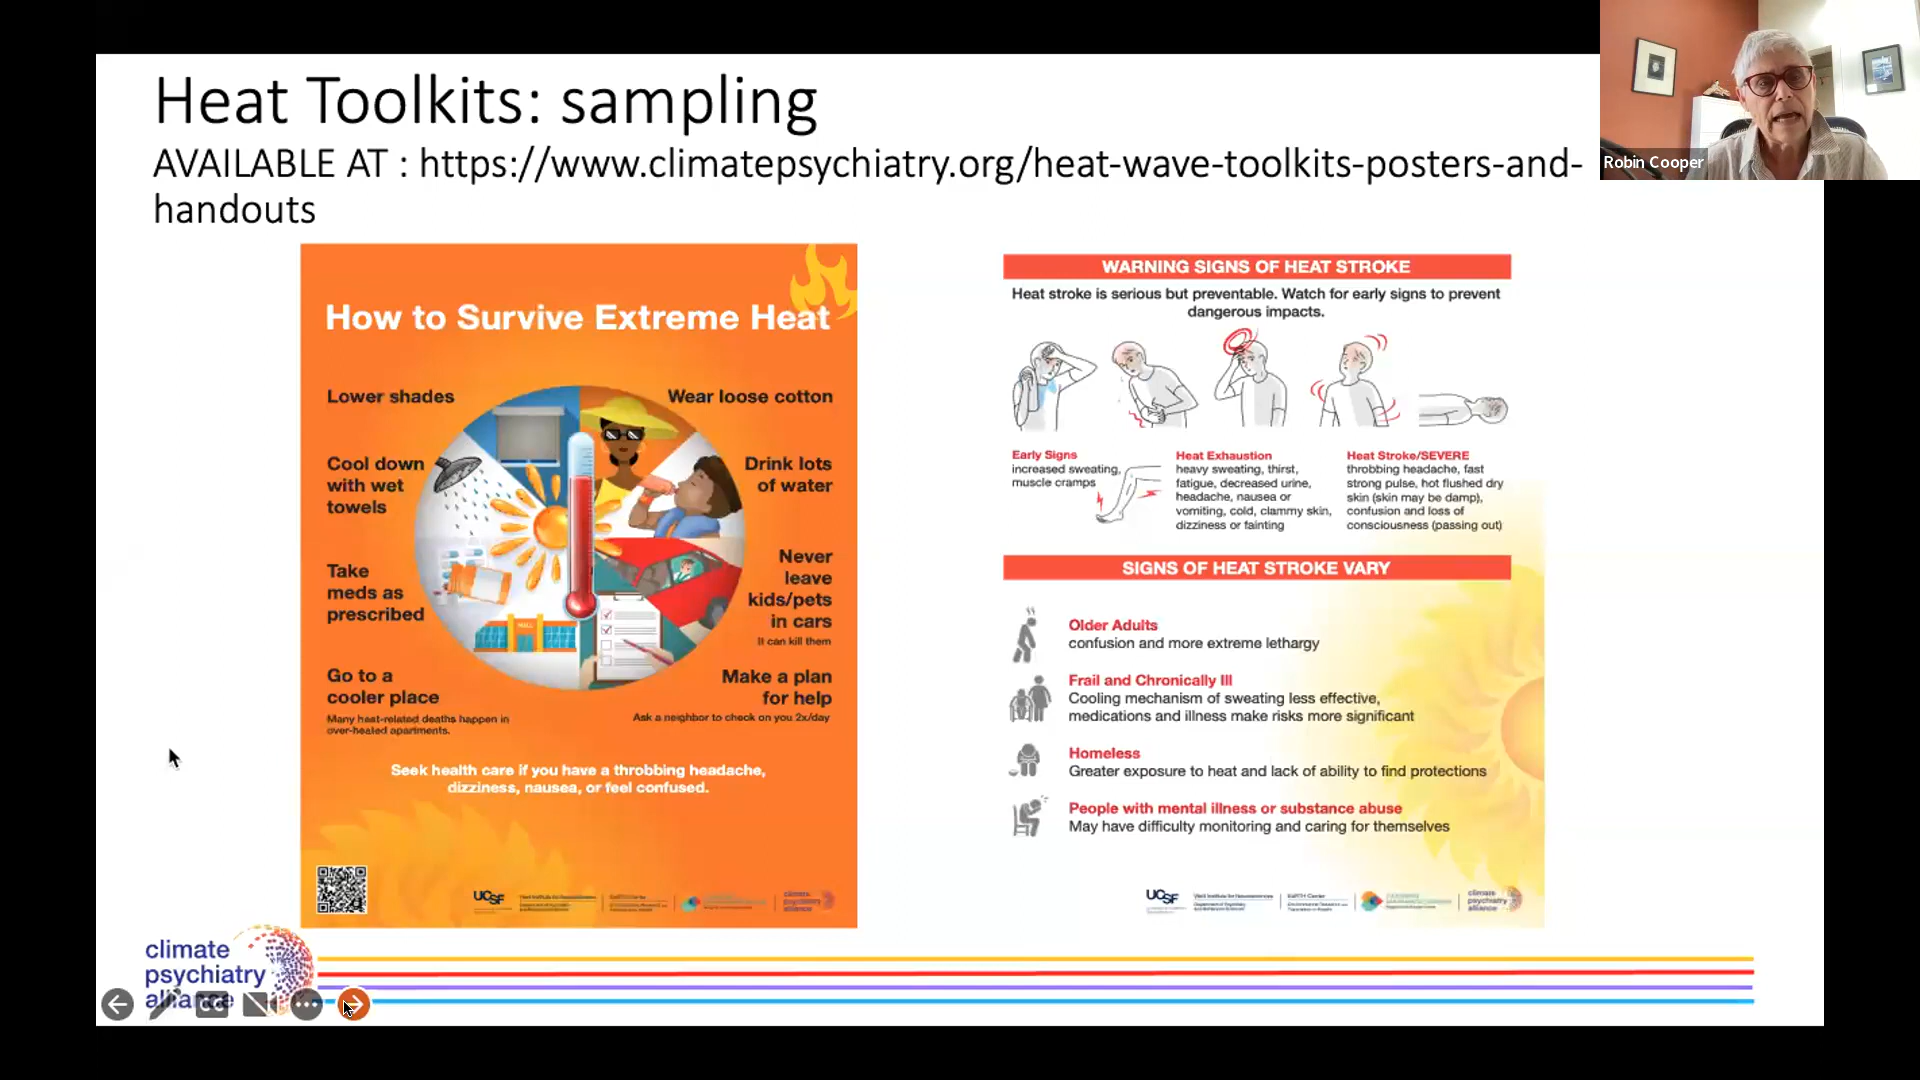 Heat Toolkits: sampling
AVAILABLE AT : https://www.climatepsychiatry.org/heat-wave-toolkits-posters-and-
handouts
Robin Cooper
How to Survive Extreme Heat
Lower shades
Wear loose cotton
Cool down
with wet
towels
Drink lots
of water
Take
meds as
prescribed
Never
leave
kids/pets
in cars
It can kill them
Go to a
cooler place
Many heat-related deaths happen in
over-heated apartments.
Make a plan
for help
Ask a neighbor to check on you 2x/day
MALL
Seek health care if you have a throbbing headache,
dizziness, nausea, or feel confused.
UCSF
climate
psychiatry
alliance
WARNING SIGNS OF HEAT STROKE
Heat stroke is serious but preventable. Watch for early signs to prevent
dangerous impacts.
Early Signs
increased sweating,
muscle cramps
Heat Exhaustion
heavy sweating, thirst,
fatigue, decreased urine,
headache, nausea or
vomiting, cold, clammy skin,
dizziness or fainting
Heat Stroke/SEVERE
throbbing headache, fast
strong pulse, hot flushed dry
skin (skin may be damp),
confusion and loss of
consciousness (passing out)
SIGNS OF HEAT STROKE VARY
Older Adults
confusion and more extreme lethargy
Frail and Chronically Ill
Cooling mechanism of sweating less effective,
medications and illness make risks more significant
Homeless
Greater exposure to heat and lack of ability to find protections
People with mental illness or substance abuse
May have difficulty monitoring and caring for themselves
UCSF
climate
psychiatry
alliance
climate
psychiatry
alliance
CC